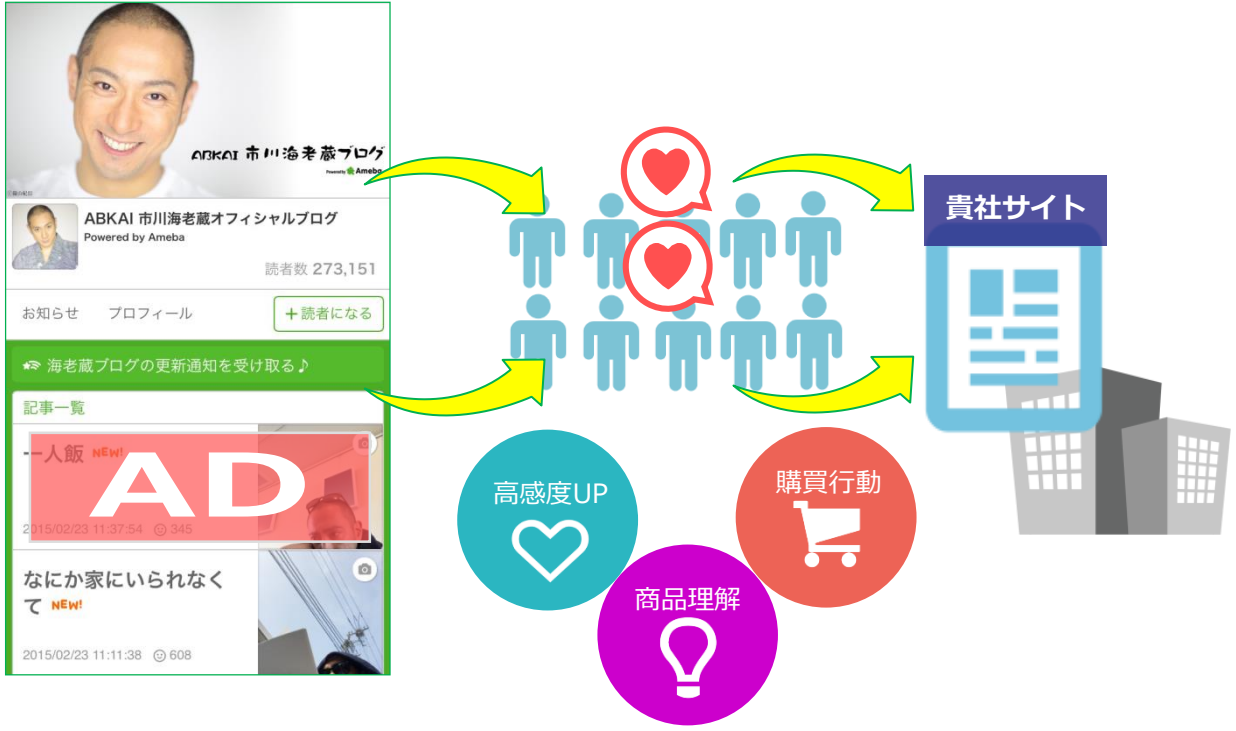 ABKAI 市川海老蔵ブログ
Powered by Ameba
ABKAI 市川海老蔵オフィシャルブログ
Powered by Ameba
読者数 273,151
お知らせ プロフィール +読者になる
海老蔵ブログの更新通知を受け取る♪
記事一覧
一人飯 NEW!
AD
2015/02/23 11:37:54 345
なにか家にいられなく
て NEW!
2015/02/23 11:11:38 608
貴社サイト
高感度UP
購買行動
商品理解